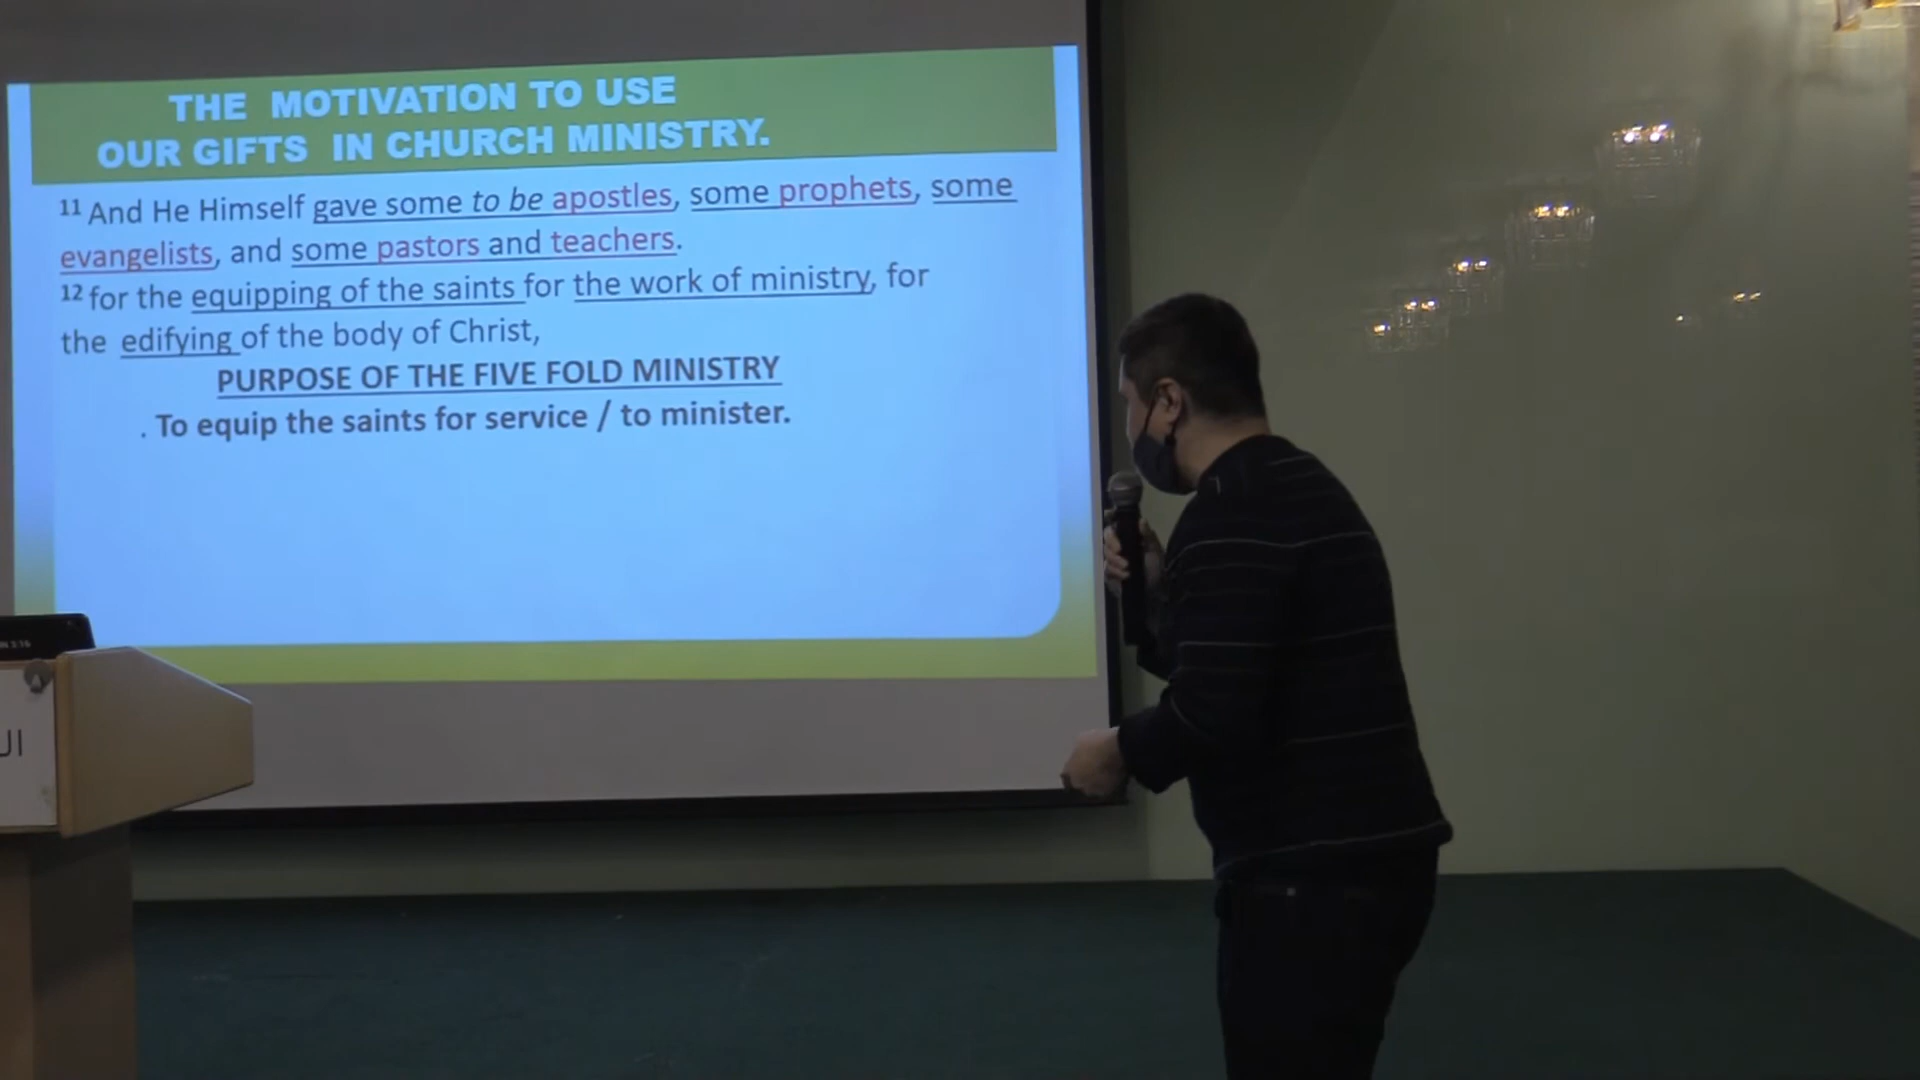 THE MOTIVATION TO USE
OUR GIFTS IN CHURCH MINISTRY.
11 And He Himself gave some to be apostles, some prophets, some
evangelists, and some pastors and teachers.
12 for the equipping of the saints for the work of ministry, for
the edifying of the body of Christ,
PURPOSE OF THE FIVE FOLD MINISTRY
. To equip the saints for service / to minister.